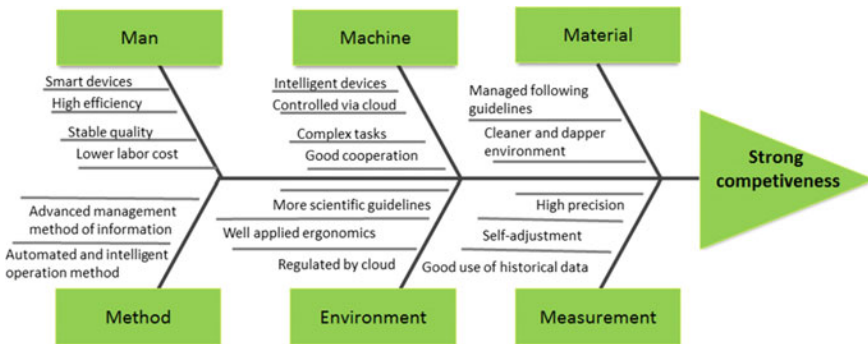 Man
Machine
Material
Smart devices
High efficiency
Stable quality
Lower labor cost
Intelligent devices
Controlled via cloud
Complex tasks
Good cooperation
Managed following
guidelines
Cleaner and dapper
environment
Strong
competiveness
Advanced management
method of information
Automated and intelligent
operation method
More scientific guidelines
Well applied ergonomics
Regulated by cloud
High precision
Self-adjustment
Good use of historical data
Method
Environment
Measurement